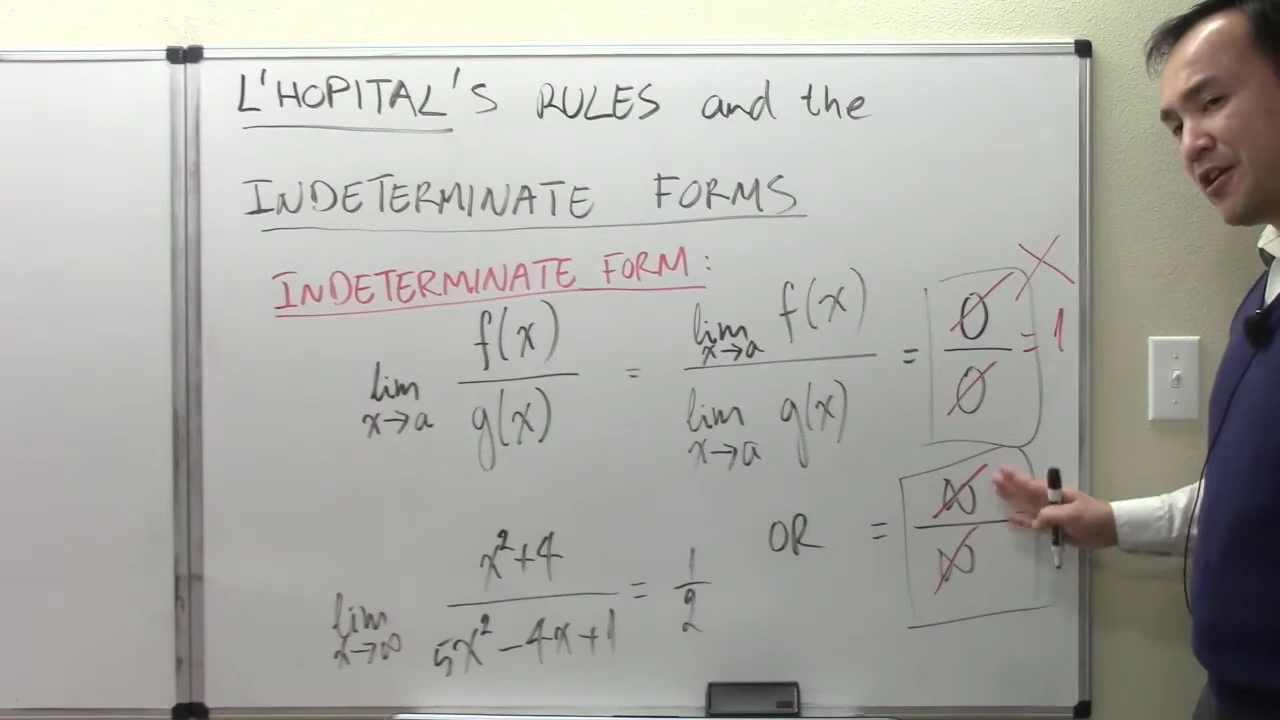 L'HOPITAL'S RULES and the
INDETERMINATE FORMS
INDETERMINATE FORM:
lim x→a f(x)/g(x) = lim x→a f(x) / lim x→a g(x) = 0/0 = 1
OR = ∞/∞
lim x→∞ x²+4 / 5x²-4x+1 = 1/2